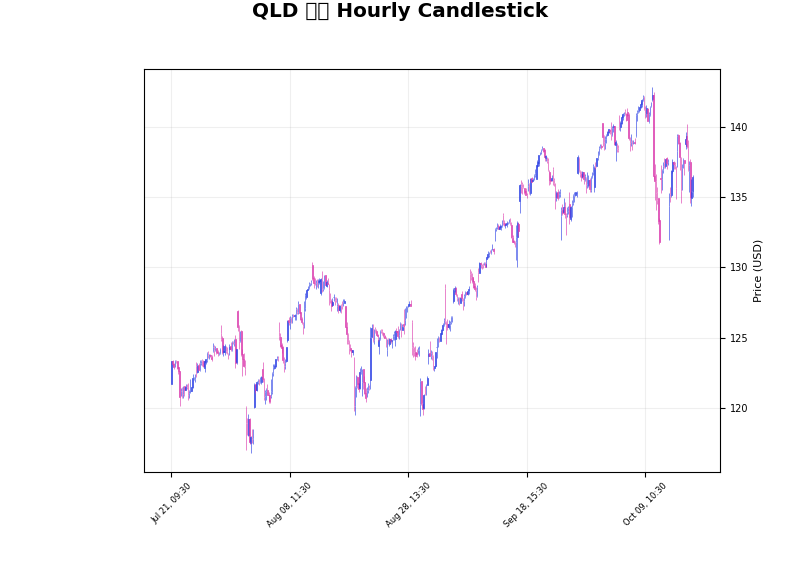 QLD Hourly Candlestick
140
135
130
125
120
Price (USD)
Jul 21, 09:30
Aug 08, 11:30
Aug 28, 13:30
Sep 18, 15:30
Oct 09, 10:30